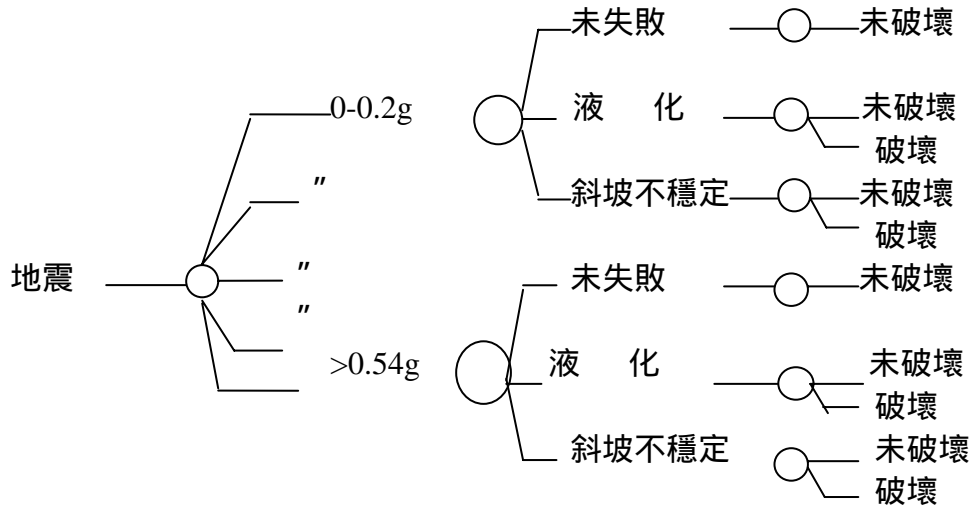 未失敗 未破壞
0-0.2g 液 化 未破壞
破壞
〃
斜坡不穩定 未破壞
破壞
地震 〃
未失敗 未破壞
〃
>0.54g 液 化 未破壞
破壞
斜坡不穩定 未破壞
破壞